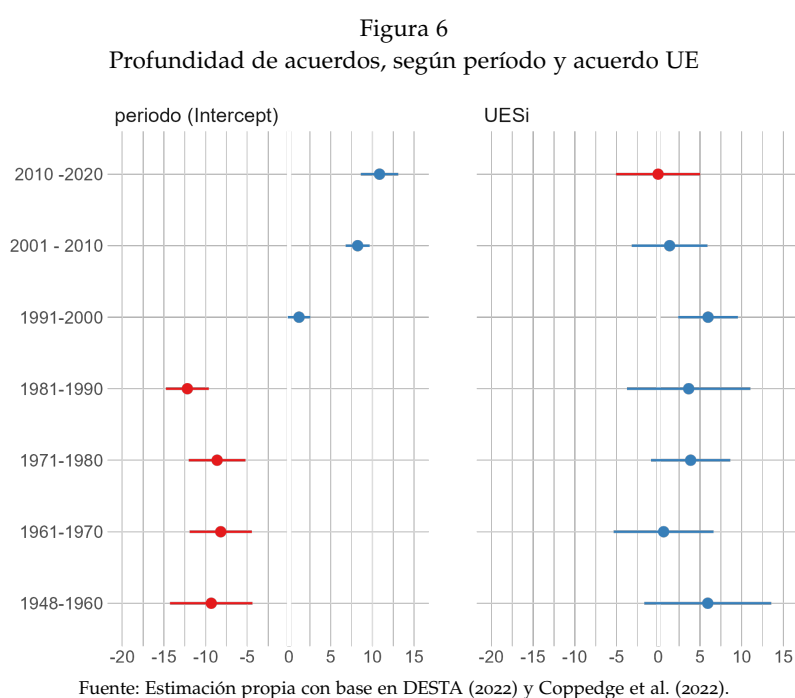 Figura 6
Profundidad de acuerdos, según período y acuerdo UE
periodo (Intercept) UESi
2010 -2020
2001 - 2010
1991-2000
1981-1990
1971-1980
1961-1970
1948-1960
-20 -15 -10 -5 0 5 10 15 -20 -15 -10 -5 0 5 10 15
Fuente: Estimación propia con base en DESTA (2022) y Coppedge et al. (2022).